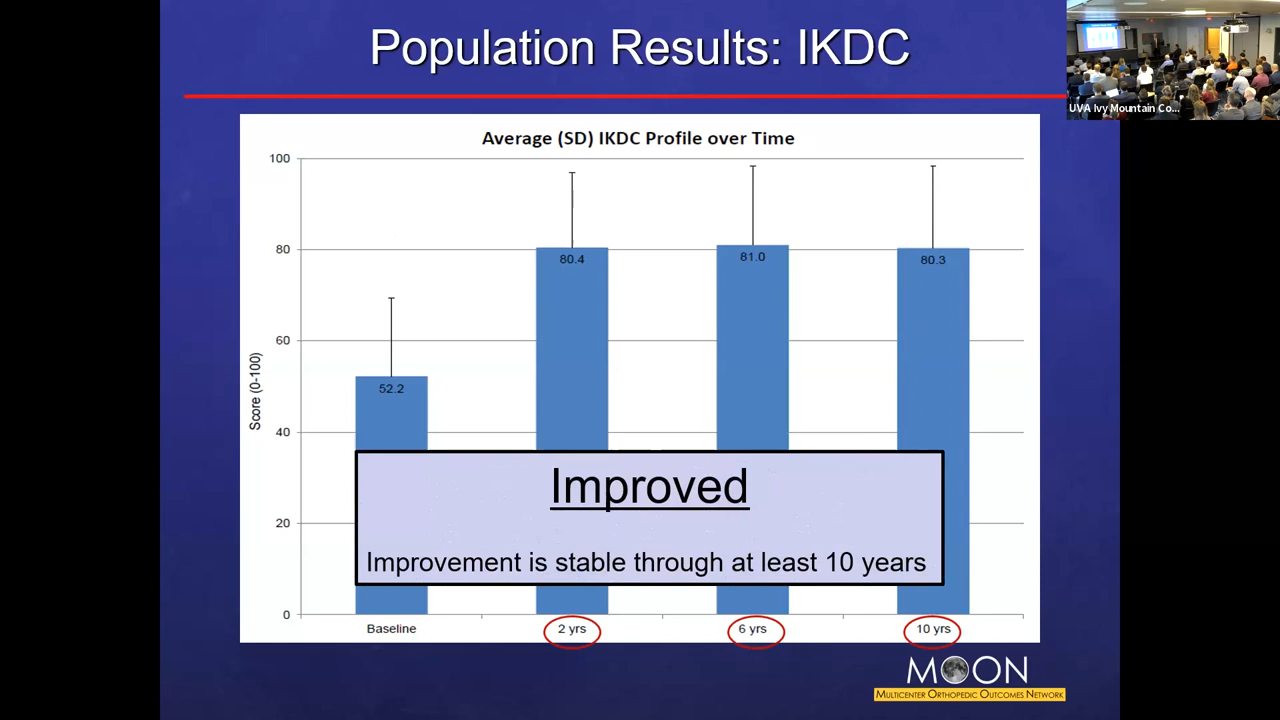 Population Results: IKDC
UVA Ivy Mountain Co...
Average (SD) IKDC Profile over Time
Score (0-100)
100
80
60
40
20
0
52.2
80.4
81.0
80.3
Improved
Improvement is stable through at least 10 years
Baseline
2 yrs
6 yrs
10 yrs
MOON
MULTICENTER ORTHOPEDIC OUTCOMES NETWORK